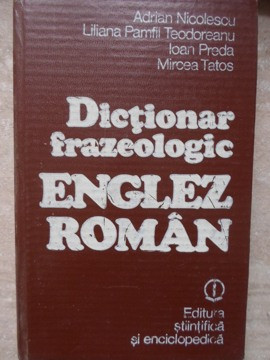 Adrian Nicolescu
Liliana Pamfil Teodoreanu
Ioan Preda
Mircea Tatos
Dicționar
frazeologic
ENGLEZ
ROMÂN
Editura
științifică
și enciclopedică